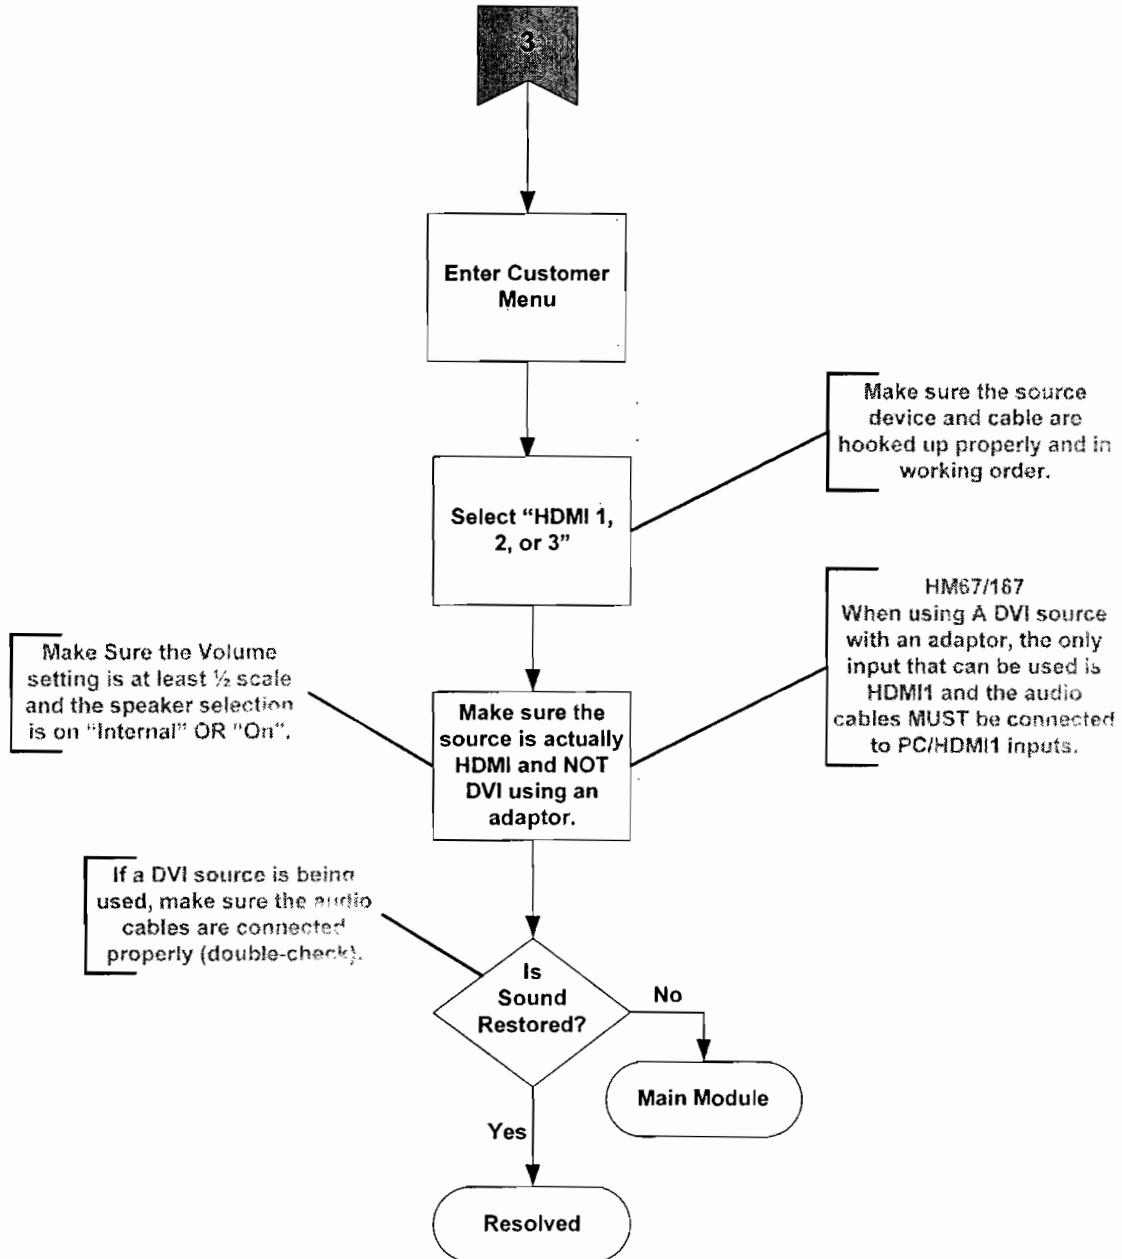 3
Enter Customer
Menu
Make sure the source
device and cable are
hooked up properly and in
working order.
Select “HDMI 1,
2, or 3”
HM67/167
When using A DVI source
with an adaptor, the only
input that can be used is
HDMI1 and the audio
cables MUST be connected
to PC/HDMI1 inputs.
Make Sure the Volume
setting is at least ½ scale
and the speaker selection
is on “Internal” OR “On”.
Make sure the
source is actually
HDMI and NOT
DVI using an
adaptor.
If a DVI source is being
used, make sure the audio
cables are connected
properly (double-check).
Is
Sound
Restored?
No
Main Module
Yes
Resolved